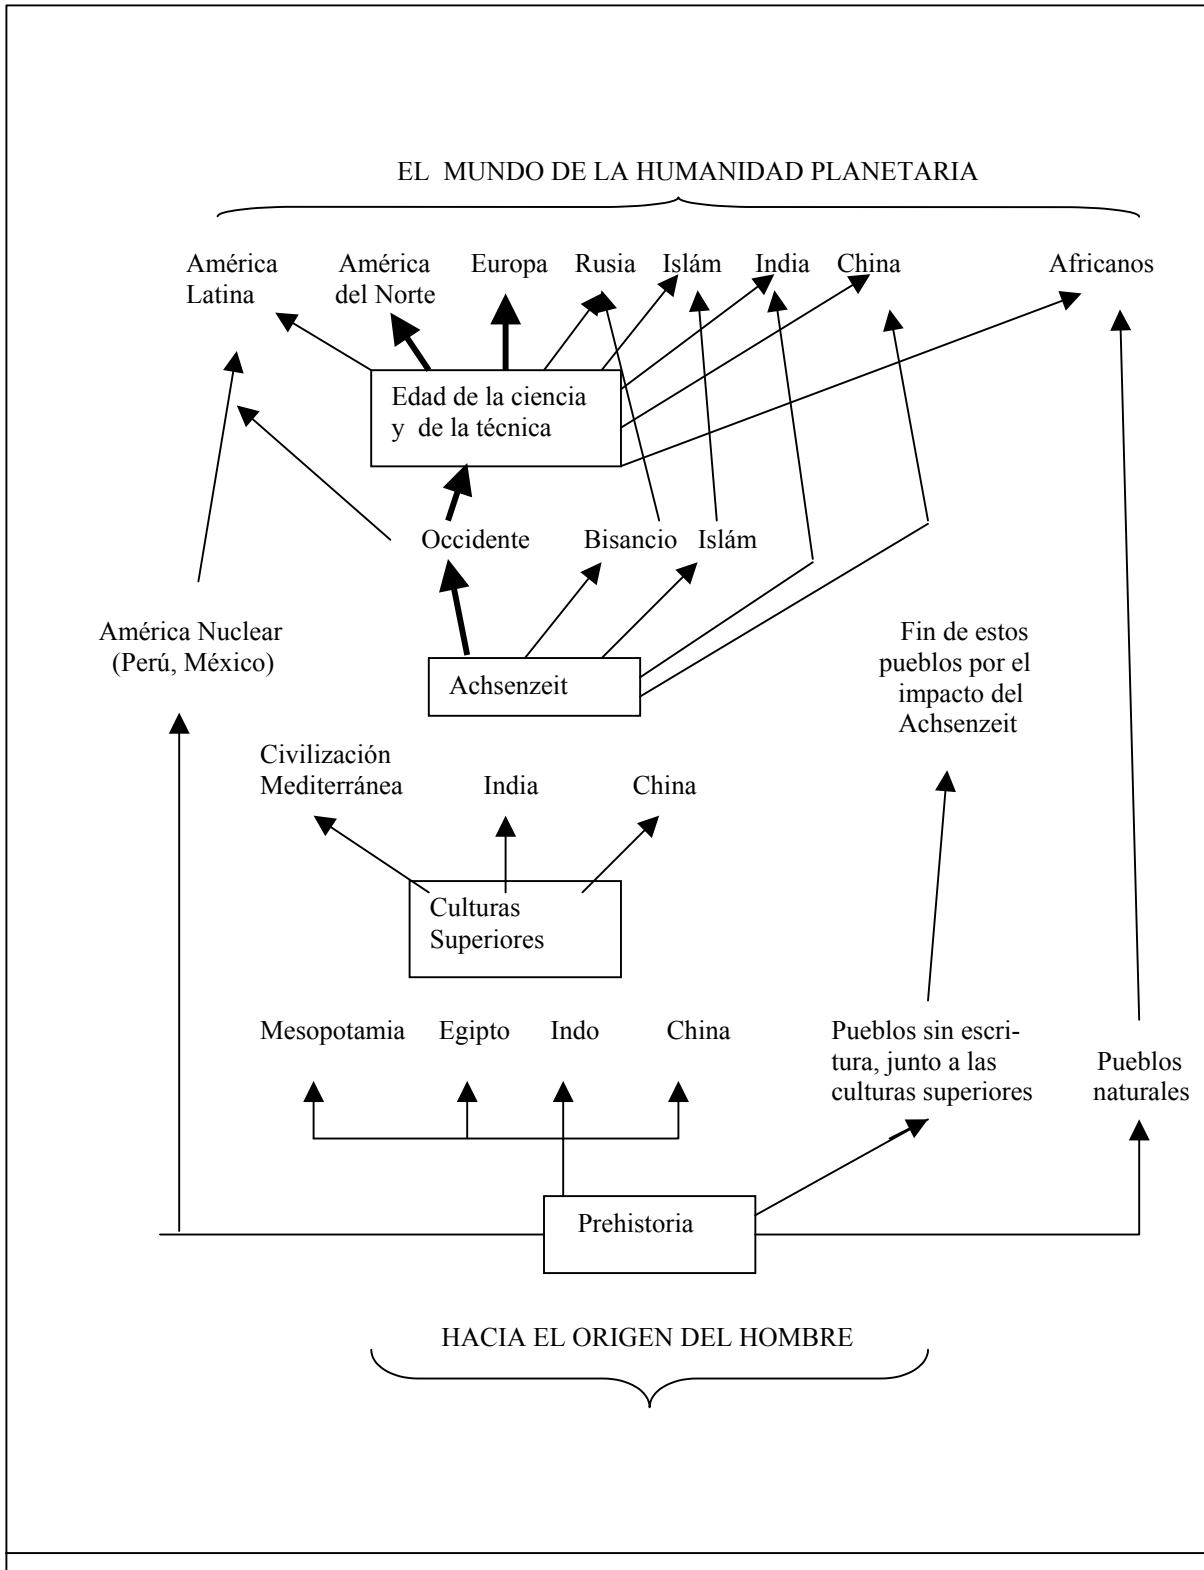 EL MUNDO DE LA HUMANIDAD PLANETARIA
América
Latina
América
del Norte
Europa
Rusia
Islám
India
China
Africanos
Edad de la ciencia
y de la técnica
Occidente
Bisancio
Islám
América Nuclear
(Perú, México)
Fin de estos
pueblos por el
impacto del
Achsenzeit
Achsenzeit
Civilización
Mediterránea
India
China
Culturas
Superiores
Mesopotamia
Egipto
Indo
China
Pueblos sin escri-
tura, junto a las
culturas superiores
Pueblos
naturales
Prehistoria
HACIA EL ORIGEN DEL HOMBRE